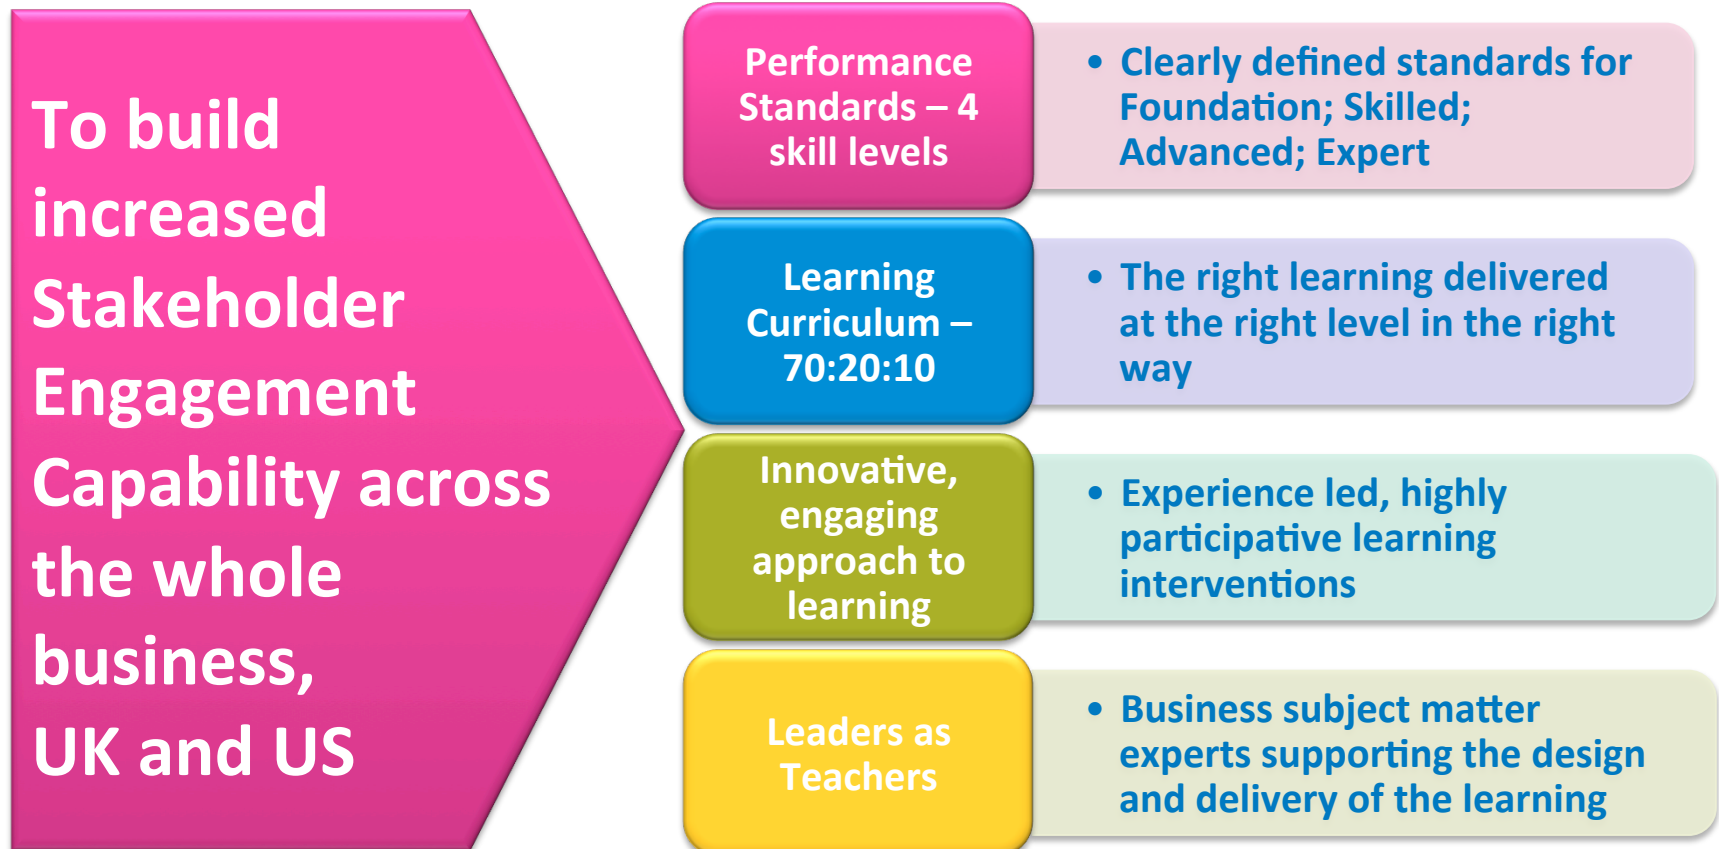 To build
increased
Stakeholder
Engagement
Capability across
the whole
business,
UK and US
Performance
Standards – 4
skill levels
• Clearly defined standards for
Foundation; Skilled;
Advanced; Expert
Learning
Curriculum –
70:20:10
• The right learning delivered
at the right level in the right
way
Innovative,
engaging
approach to
learning
• Experience led, highly
participative learning
interventions
Leaders as
Teachers
• Business subject matter
experts supporting the design
and delivery of the learning